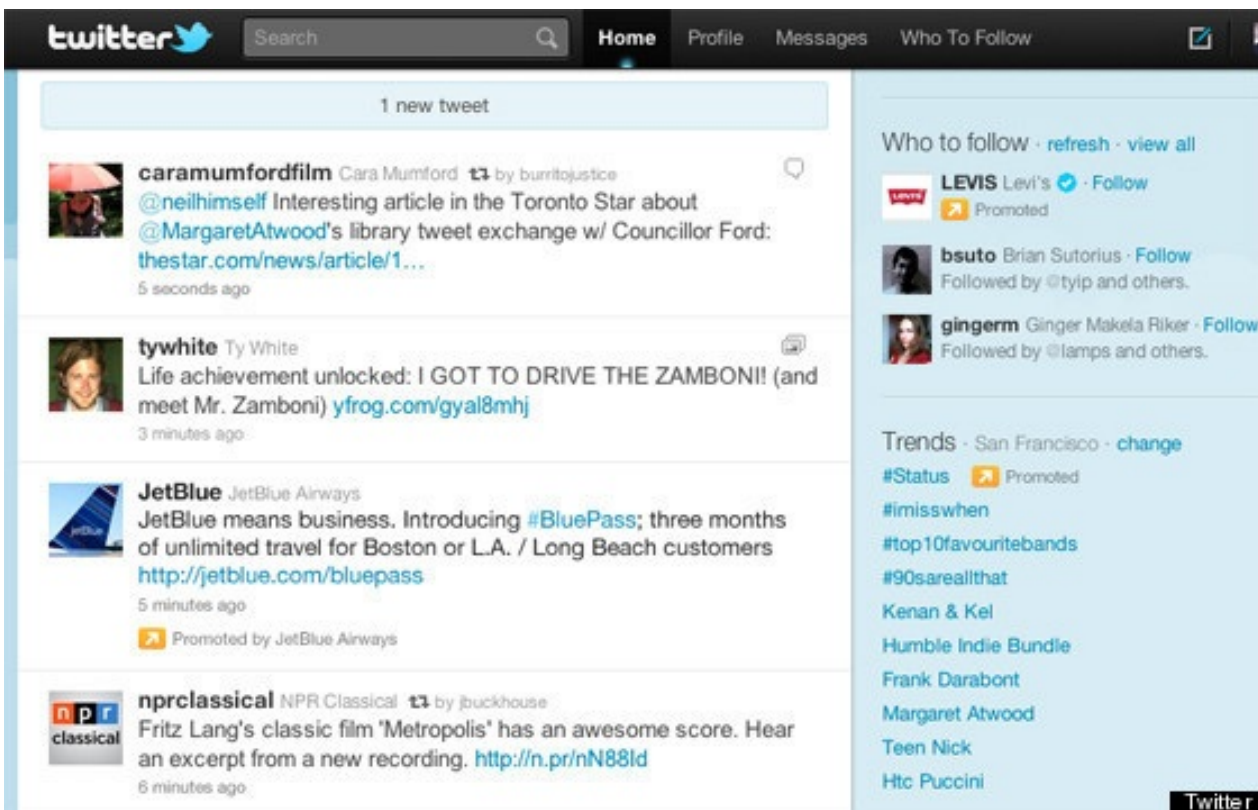 twitter
Search
Home
Profile
Messages
Who To Follow
1 new tweet
caramumfordfilm Cara Mumford by burritojustice
@neilhimself Interesting article in the Toronto Star about
@MargaretAtwood's library tweet exchange w/ Councillor Ford:
thestar.com/news/article/1…
5 seconds ago
tywhite Ty White
Life achievement unlocked: I GOT TO DRIVE THE ZAMBONI! (and
meet Mr. Zamboni) yfrog.com/gyal8mhj
3 minutes ago
jetBlue
JetBlue JetBlue Airways
JetBlue means business. Introducing #BluePass; three months
of unlimited travel for Boston or L.A. / Long Beach customers
http://jetblue.com/bluepass
5 minutes ago
Promoted by JetBlue Airways
npr
classical
nprclassical NPR Classical by jbuckhouse
Fritz Lang's classic film 'Metropolis' has an awesome score. Hear
an excerpt from a new recording. http://n.pr/nN88Id
6 minutes ago
Who to follow · refresh · view all
LEVI'S
LEVIS Levi's · Follow
Promoted
bsuto Brian Sutorius · Follow
Followed by @tyip and others.
gingerm Ginger Makela Riker · Follow
Followed by @lamps and others.
Trends · San Francisco · change
#Status Promoted
#imisswhen
#top10favouritebands
#90sareallthat
Kenan & Kel
Humble Indie Bundle
Frank Darabont
Margaret Atwood
Teen Nick
Htc Puccini
Twitter